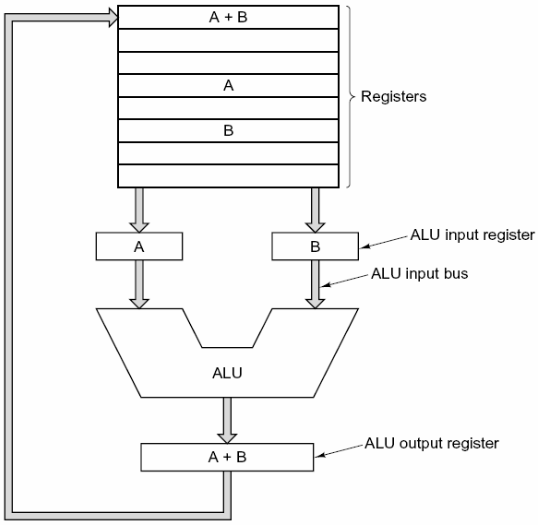 A + B
A
Registers
B
A
B
ALU input register
ALU input bus
ALU
ALU output register
A + B